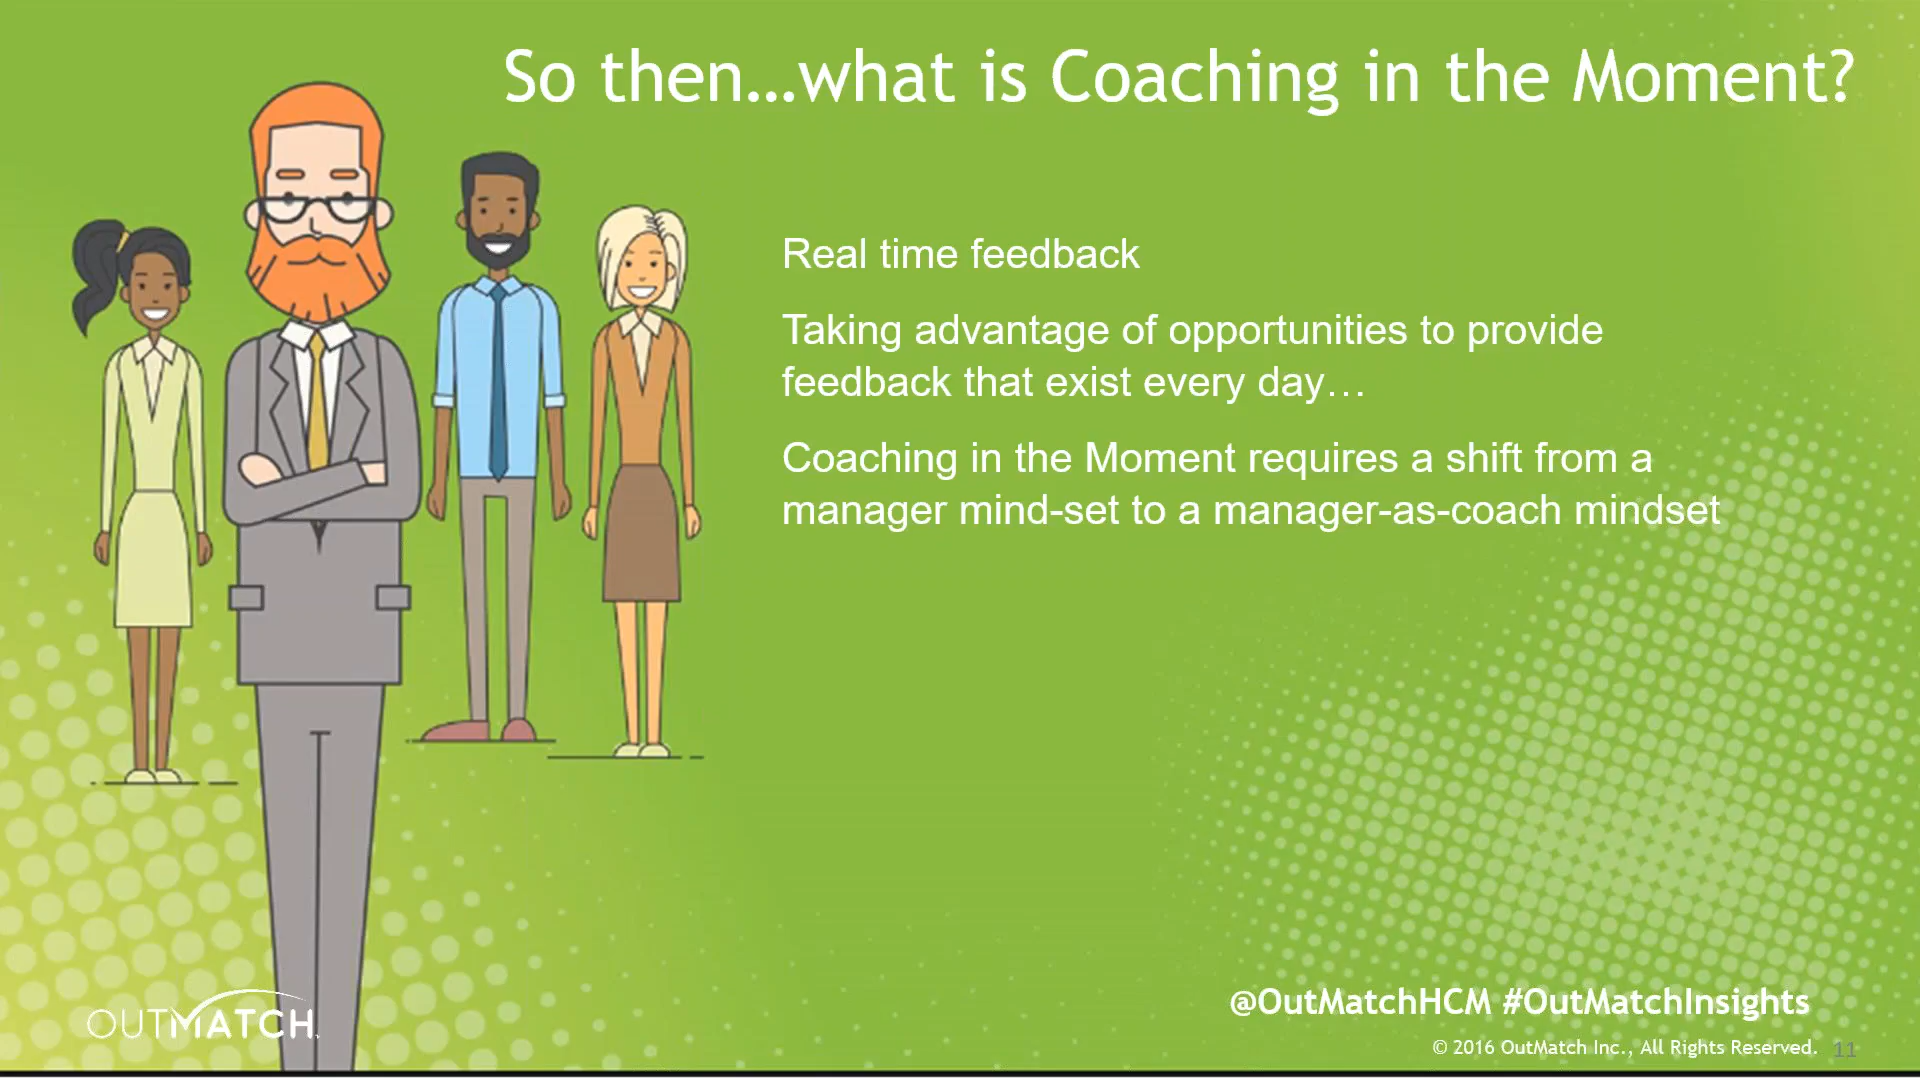 So then...what is Coaching in the Moment?
Real time feedback
Taking advantage of opportunities to provide
feedback that exist every day…
Coaching in the Moment requires a shift from a
manager mind-set to a manager-as-coach mindset
OUTMATCH
@OutMatchHCM #OutMatchInsights
© 2016 OutMatch Inc., All Rights Reserved. 11